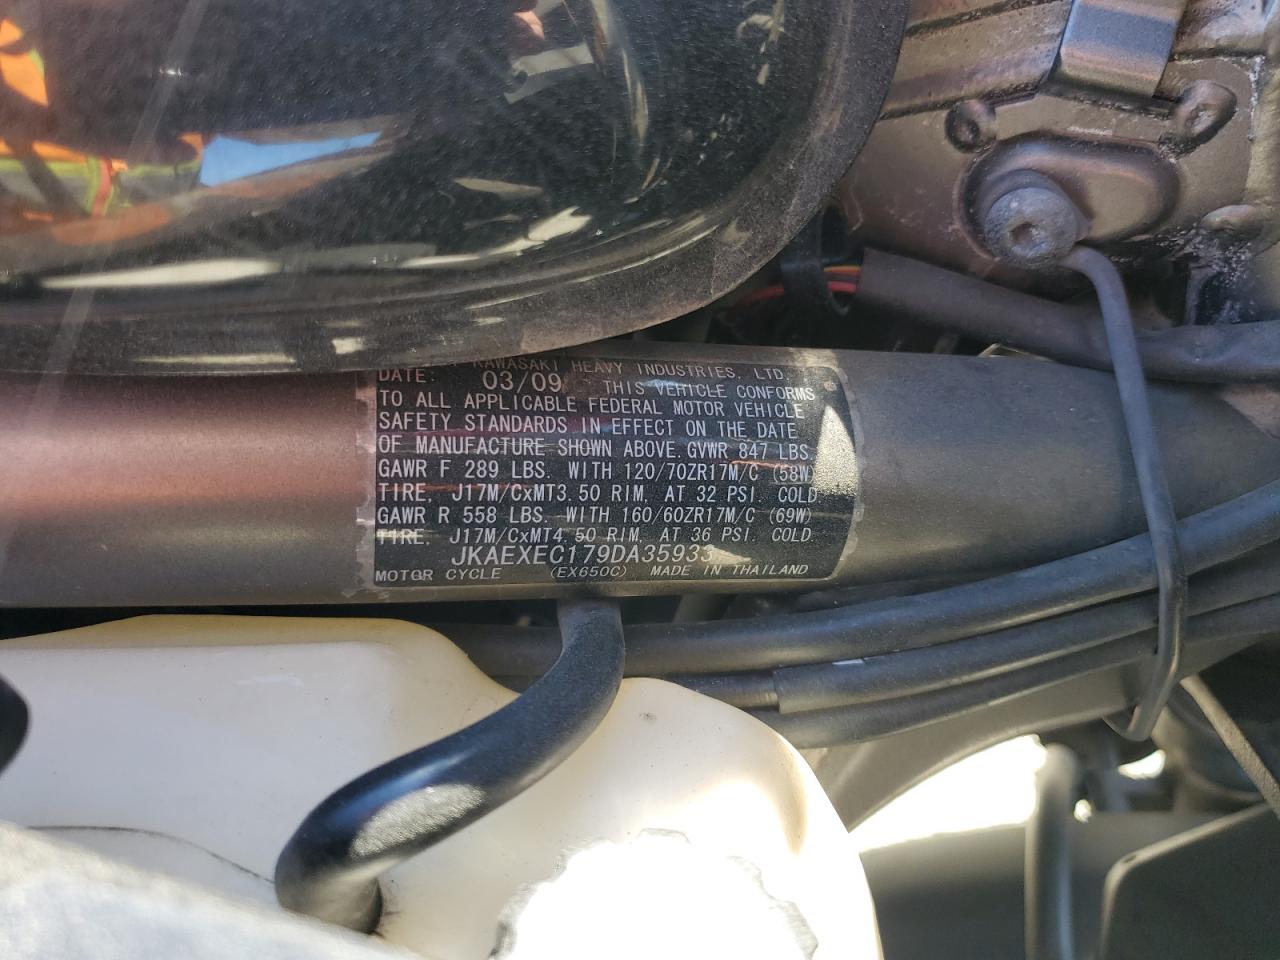 KAWASAKI HEAVY INDUSTRIES, LTD.
DATE: 03/09 THIS VEHICLE CONFORMS
TO ALL APPLICABLE FEDERAL MOTOR VEHICLE
SAFETY STANDARDS IN EFFECT ON THE DATE
OF MANUFACTURE SHOWN ABOVE. GVWR 847 LBS.
GAWR F 289 LBS. WITH 120/70ZR17M/C (58W)
TIRE, J17M/CxMT3.50 RIM, AT 32 PSI. COLD
GAWR R 558 LBS. WITH 160/60ZR17M/C (69W)
TIRE, J17M/CxMT4.50 RIM, AT 36 PSI. COLD
JKAEXEC179DA35933
MOTOR CYCLE (EX650C) MADE IN THAILAND